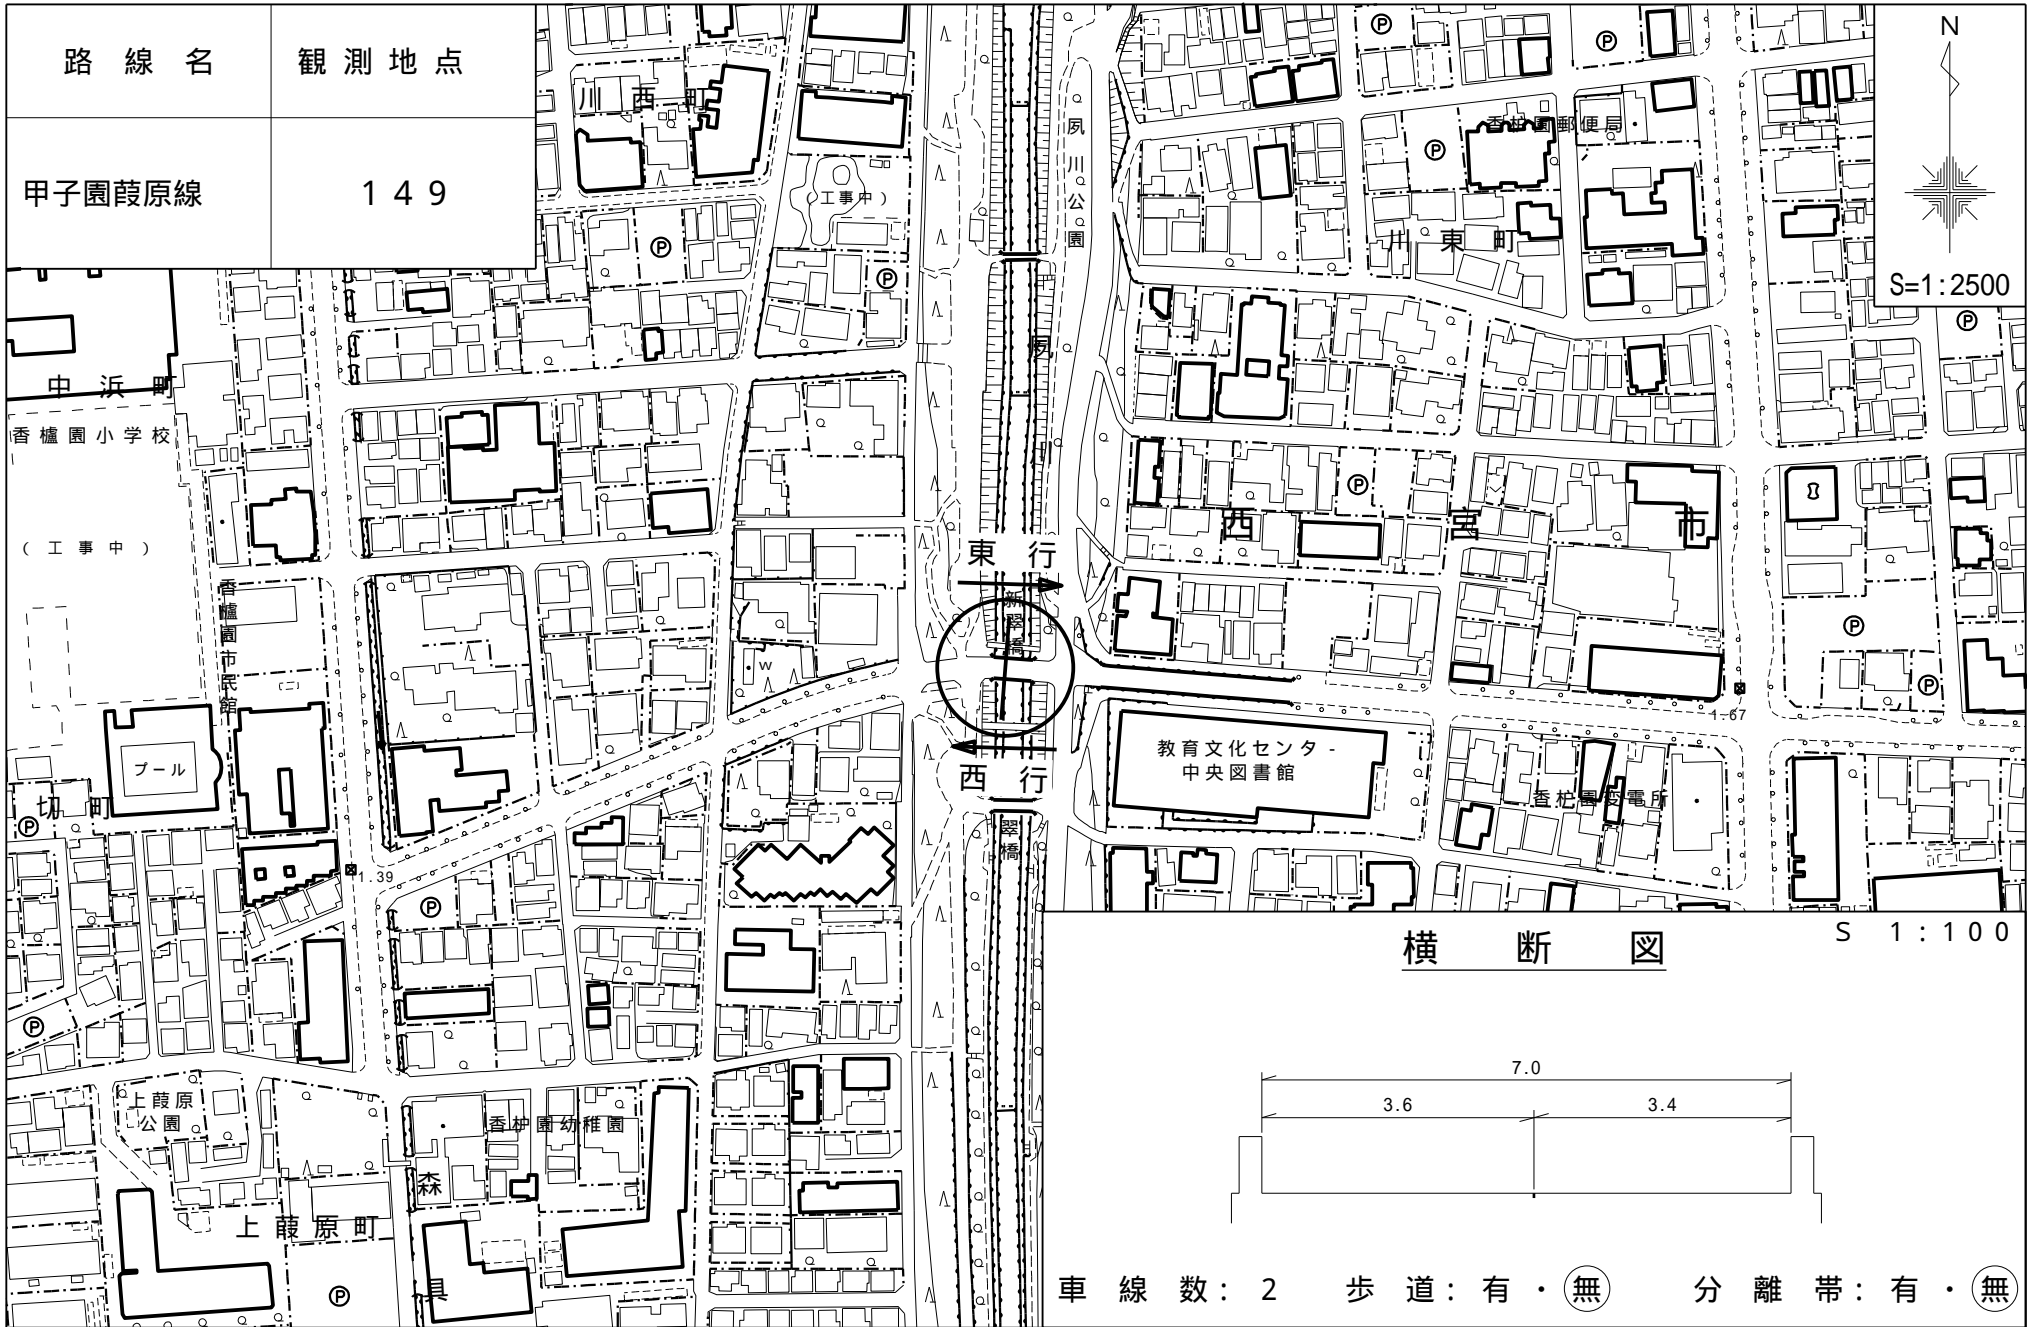 路線名 観測地点
甲子園葭原線 149
N
S=1:2500
川西町
(工事中)
夙川公園
香枦園郵便局
川東町
中浜町
香櫨園小学校
(工事中)
香櫨園市民館
夙
川
西宮市
東行
新翠橋
西行
翠橋
W
1.67
教育文化センタ-
中央図書館
香枦園変電所
プール
切町
39
上葭原
公園
香枦園幼稚園
森
具
上葭原町
P
P
P
P
P
P
P
P
P
P
P
P
P
P
横断図
S 1:100
7.0
3.6 3.4
車線数: 2 歩道: 有・無 分離帯: 有・無